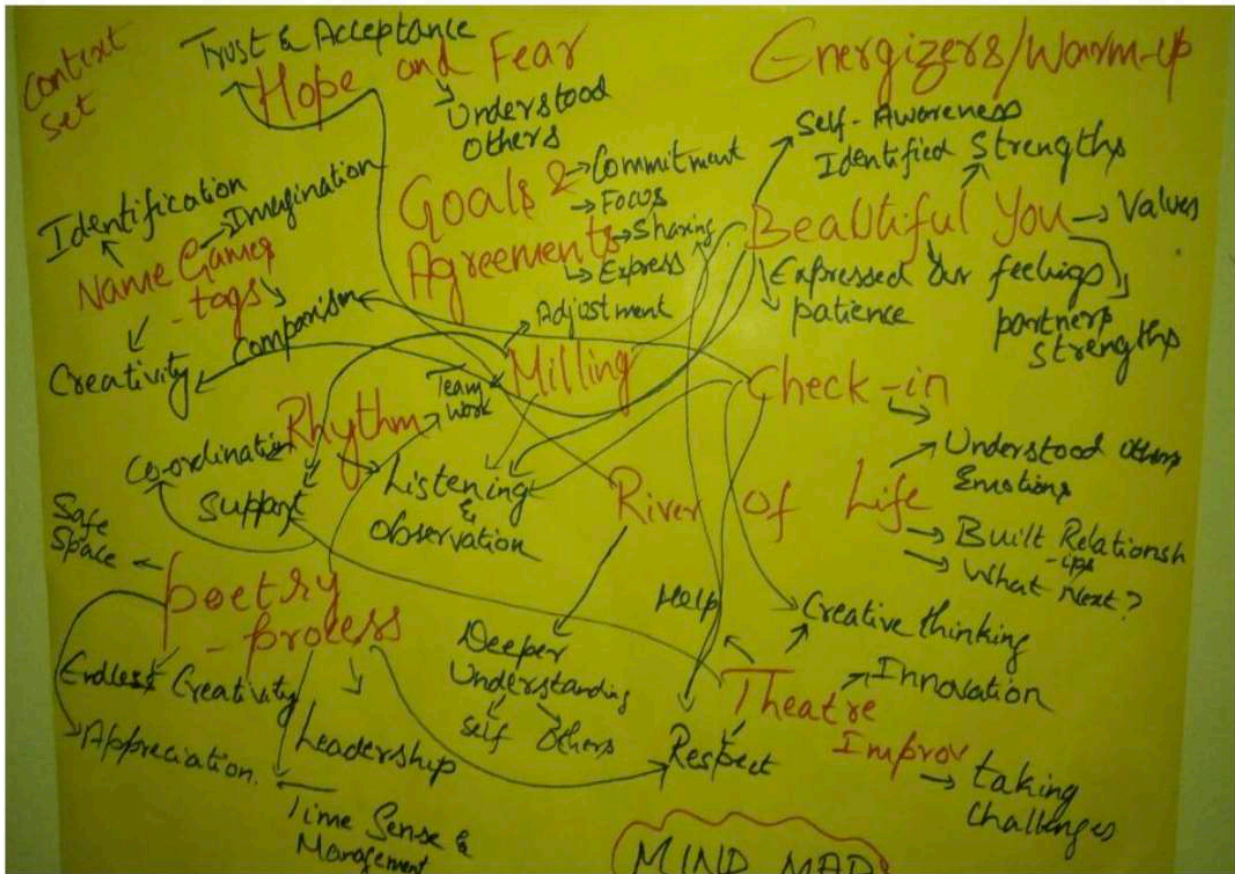 Context
Set
Trust & Acceptance
Hope and Fear
Understood
Others
Energizers/Warm-up
Self-Awareness
Identified Strengths
Beautiful You
Values
Expressed our feelings
patience
partners
strengths
Goals &
Agreements
Commitment
Focus
Sharing
Express
Identification
Imagination
Name Games
- tags
Comparism
Creativity
Adjustment
Milling
Team
Work
Check-in
Rhythm
Co-ordination
Support
Listening
&
Observation
River of Life
Understood others
Emotions
Built Relationsh
-ips
What Next?
Safe
Space
Poetry
- process
Endless Creativity
Appreciation.
Leadership
Time Sense &
Management
Deeper
Understanding
Self Others
Help
Creative thinking
Theatre
Improv
Innovation
Respect
taking
Challenges
MIND MAP